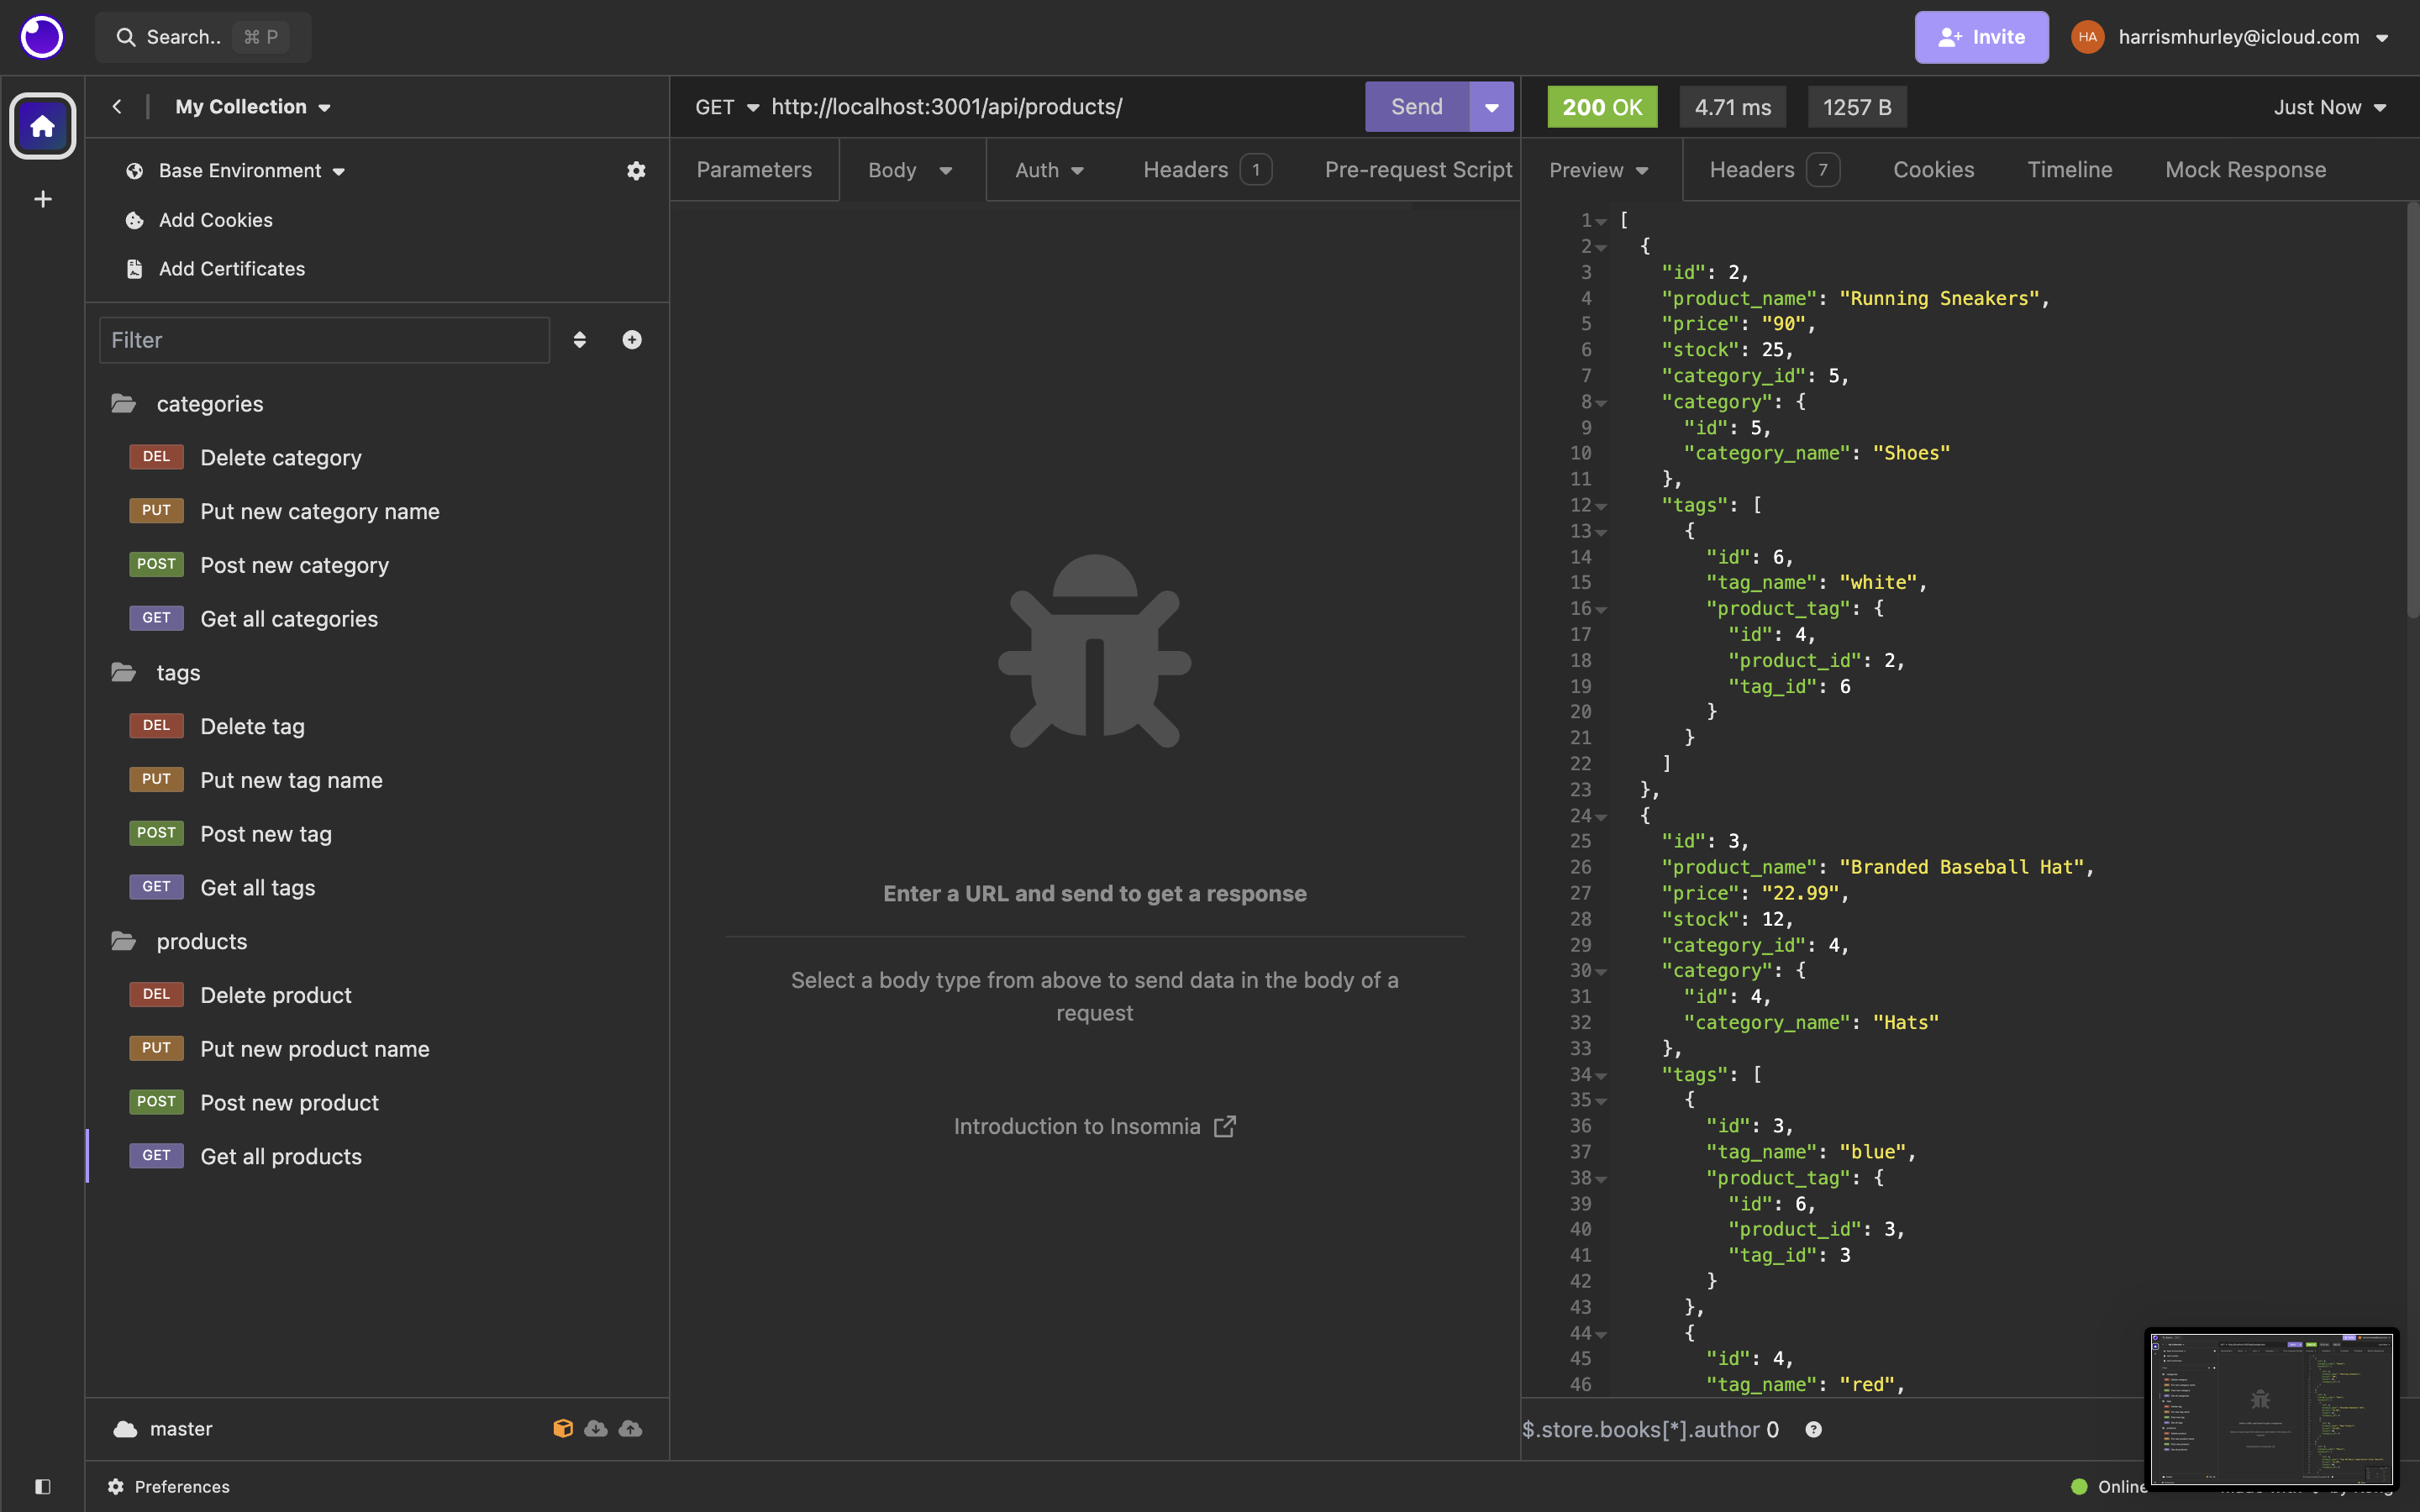 Search.. ⌘ P
Invite
HA harrismhurley@icloud.com
My Collection
GET http://localhost:3001/api/products/
Send
200 OK 4.71 ms 1257 B
Just Now
Base Environment
Add Cookies
Add Certificates
Filter
categories
DEL Delete category
PUT Put new category name
POST Post new category
GET Get all categories
tags
DEL Delete tag
PUT Put new tag name
POST Post new tag
GET Get all tags
products
DEL Delete product
PUT Put new product name
POST Post new product
GET Get all products
master
Preferences
Parameters Body Auth Headers 1 Pre-request Script
Enter a URL and send to get a response
Select a body type from above to send data in the body of a
request
Introduction to Insomnia
Preview Headers 7 Cookies Timeline Mock Response
1 [
2 {
3 "id": 2,
4 "product_name": "Running Sneakers",
5 "price": "90",
6 "stock": 25,
7 "category_id": 5,
8 "category": {
9 "id": 5,
10 "category_name": "Shoes"
11 },
12 "tags": [
13 {
14 "id": 6,
15 "tag_name": "white",
16 "product_tag": {
17 "id": 4,
18 "product_id": 2,
19 "tag_id": 6
20 }
21 }
22 ]
23 },
24 {
25 "id": 3,
26 "product_name": "Branded Baseball Hat",
27 "price": "22.99",
28 "stock": 12,
29 "category_id": 4,
30 "category": {
31 "id": 4,
32 "category_name": "Hats"
33 },
34 "tags": [
35 {
36 "id": 3,
37 "tag_name": "blue",
38 "product_tag": {
39 "id": 6,
40 "product_id": 3,
41 "tag_id": 3
42 }
43 },
44 {
45 "id": 4,
46 "tag_name": "red",
$.store.books[*].author 0
Online